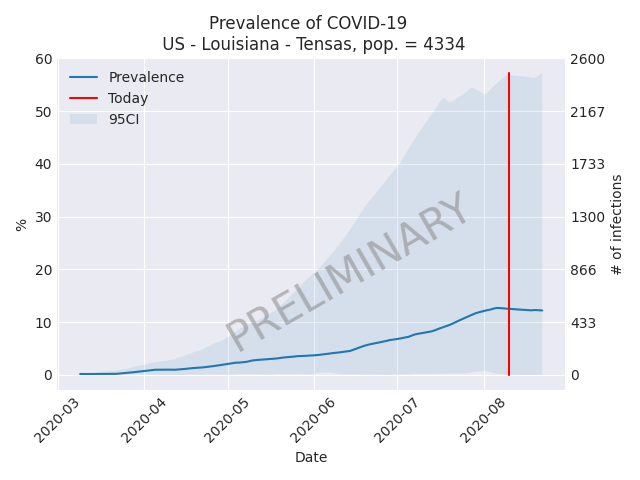 Prevalence of COVID-19
US - Louisiana - Tensas, pop. = 4334
60
50
40
30
20
10
0
%
2600
2167
1733
1300
866
433
0
# of infections
Prevalence
Today
95CI
PRELIMINARY
2020-03
2020-04
2020-05
2020-06
2020-07
2020-08
Date